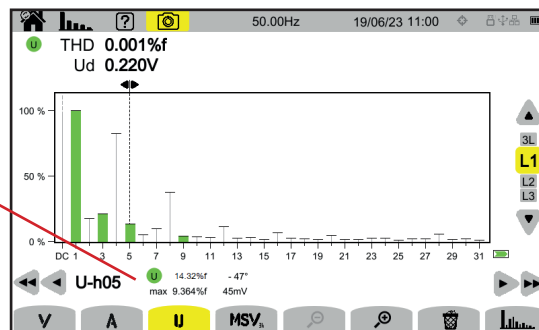 ? 50.00Hz 19/06/23 11:00
U THD 0.001%f
Ud 0.220V
100 %
50 %
0 %
DC 1 3 5 7 9 11 13 15 17 19 21 23 25 27 29 31
3L
L1
L2
L3
U-h05 U 14.32%f - 47°
max 9.364%f 45mV
V A U MSV